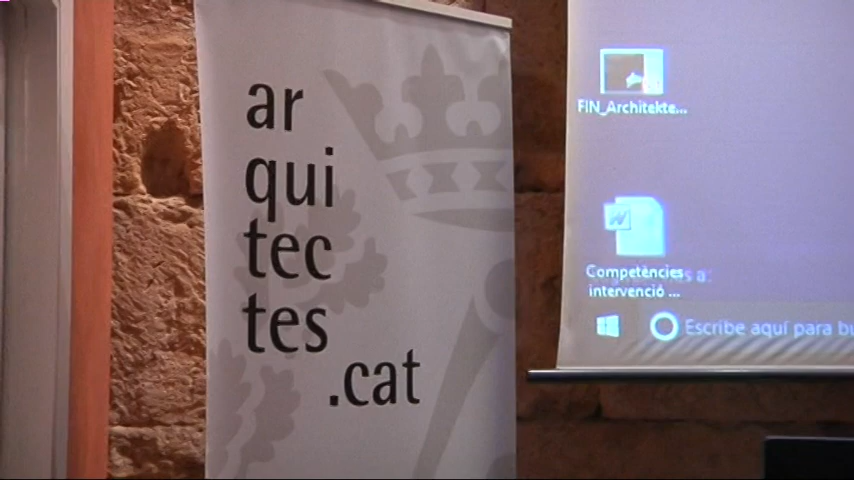 ar
qui
tec
tes
.cat
FIN_Architekte...
Competències
intervenció ...
Escribe aquí para bu